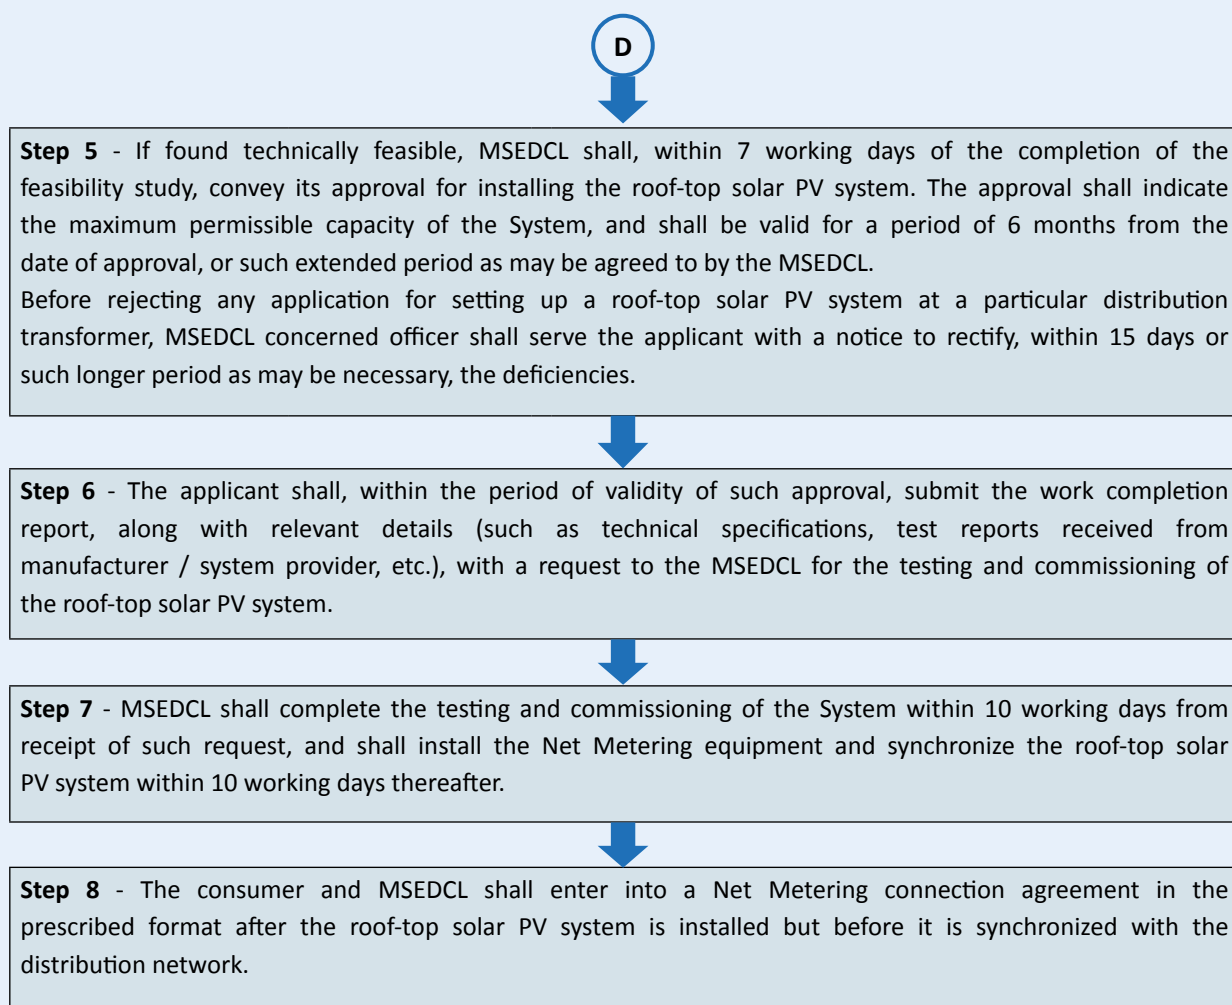 D
Step 5 - If found technically feasible, MSEDCL shall, within 7 working days of the completion of the
feasibility study, convey its approval for installing the roof-top solar PV system. The approval shall indicate
the maximum permissible capacity of the System, and shall be valid for a period of 6 months from the
date of approval, or such extended period as may be agreed to by the MSEDCL.
Before rejecting any application for setting up a roof-top solar PV system at a particular distribution
transformer, MSEDCL concerned officer shall serve the applicant with a notice to rectify, within 15 days or
such longer period as may be necessary, the deficiencies.
Step 6 - The applicant shall, within the period of validity of such approval, submit the work completion
report, along with relevant details (such as technical specifications, test reports received from
manufacturer / system provider, etc.), with a request to the MSEDCL for the testing and commissioning of
the roof-top solar PV system.
Step 7 - MSEDCL shall complete the testing and commissioning of the System within 10 working days from
receipt of such request, and shall install the Net Metering equipment and synchronize the roof-top solar
PV system within 10 working days thereafter.
Step 8 - The consumer and MSEDCL shall enter into a Net Metering connection agreement in the
prescribed format after the roof-top solar PV system is installed but before it is synchronized with the
distribution network.